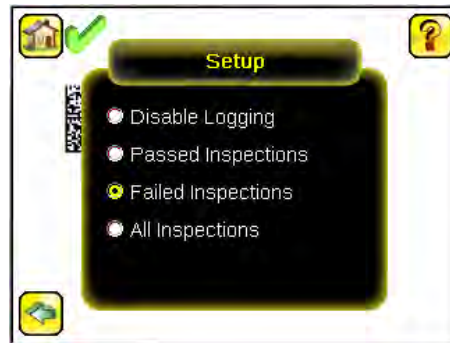 Setup
Disable Logging
Passed Inspections
Failed Inspections
All Inspections